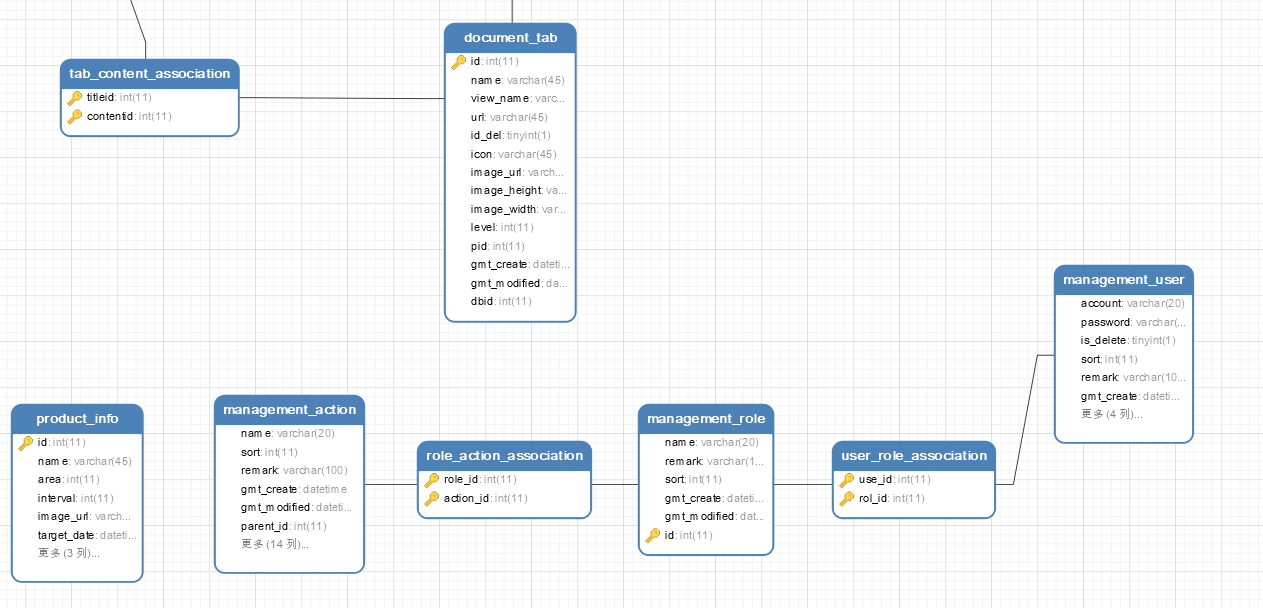 document_tab
id: int(11)
name: varchar(45)
view_name: varc...
url: varchar(45)
id_del: tinyint(1)
icon: varchar(45)
image_url: varch...
image_height: va...
image_width: var...
level: int(11)
pid: int(11)
gmt_create: dateti...
gmt_modified: da...
dbid: int(11)
tab_content_association
titleid: int(11)
contentid: int(11)
management_user
account: varchar(20)
password: varchar(...
is_delete: tinyint(1)
sort: int(11)
remark: varchar(10...
gmt_create: dateti...
更多(4 列)...
product_info
id: int(11)
name: varchar(45)
area: int(11)
interval: int(11)
image_url: varch...
target_date: dateti...
更多(3 列)...
management_action
name: varchar(20)
sort: int(11)
remark: varchar(100)
gmt_create: datetime
gmt_modified: dateti...
parent_id: int(11)
更多(14 列)...
role_action_association
role_id: int(11)
action_id: int(11)
management_role
name: varchar(20)
remark: varchar(1...
sort: int(11)
gmt_create: dateti...
gmt_modified: dat...
id: int(11)
user_role_association
use_id: int(11)
rol_id: int(11)